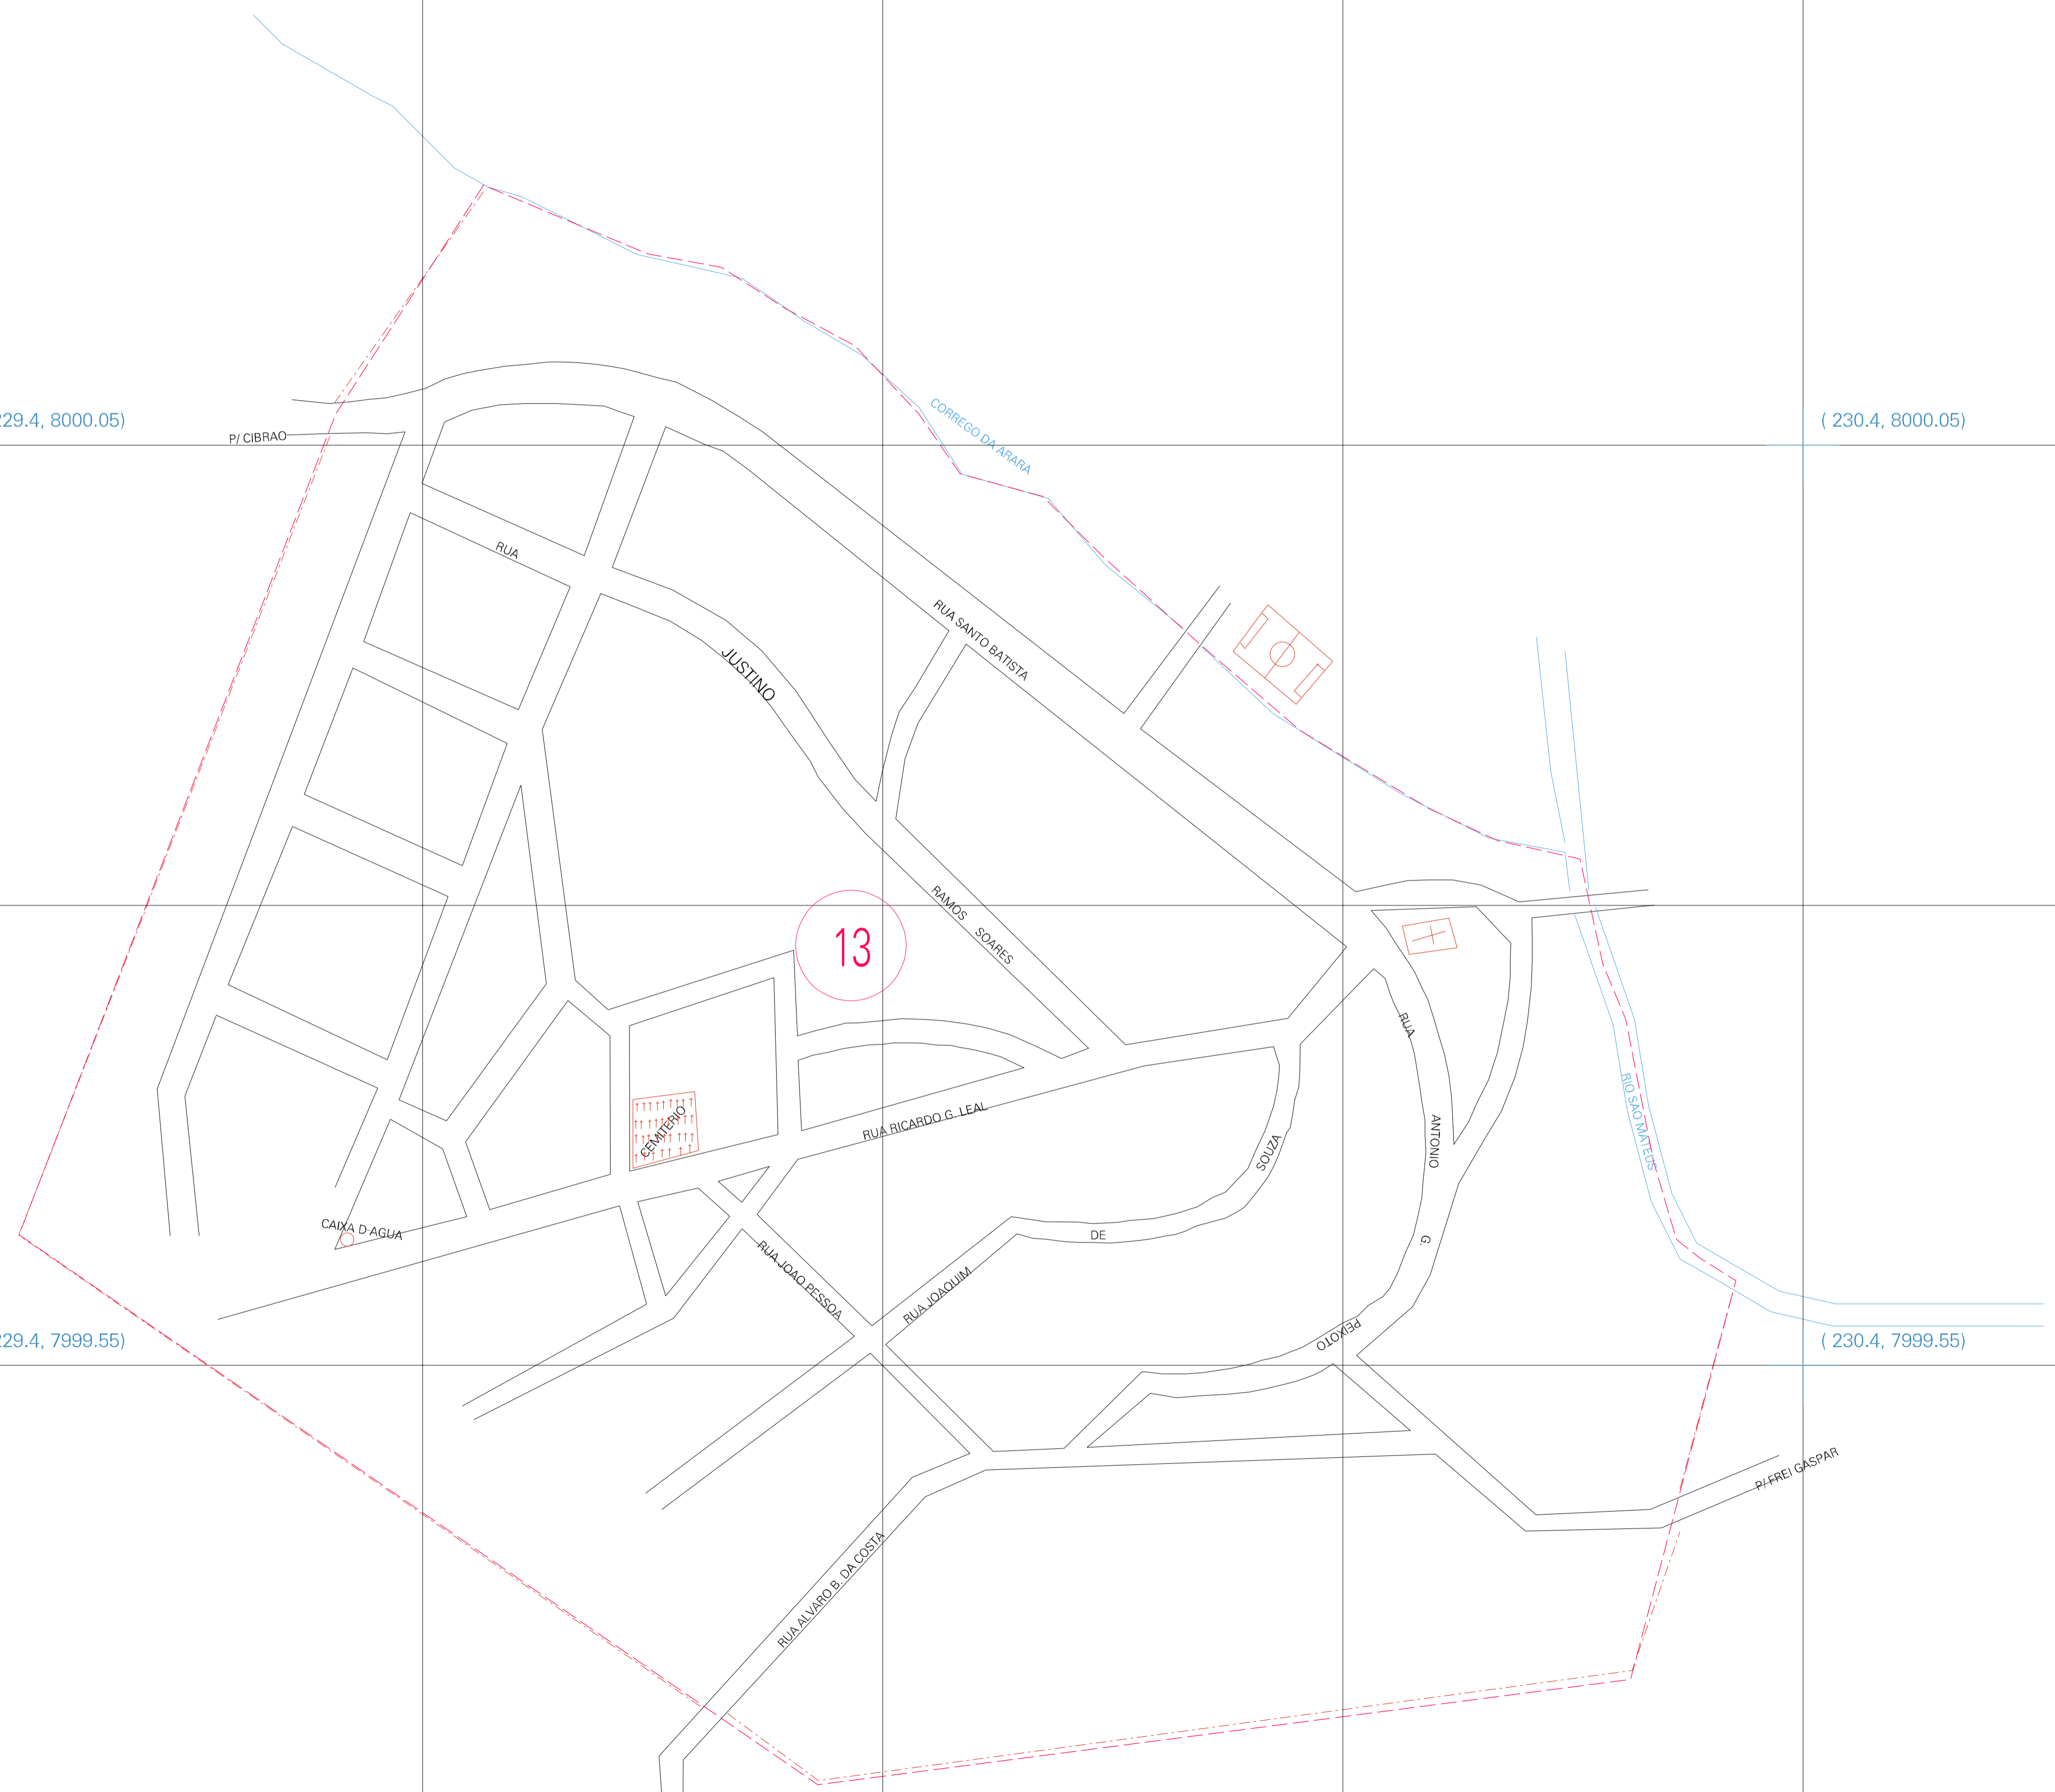 29.4, 8000.05)
( 230.4, 8000.05)
P/ CIBRAO
CORREGO DA ARARA
RUA
JUSTINO
RUA SANTO BATISTA
RAMOS
SOARES
13
RUA
ANTONIO
G.
PEIXOTO
RIO SAO MATEUS
CEMITERIO
RUA RICARDO G. LEAL
SOUZA
DE
RUA JOAQUIM
CAIXA D AGUA
RUA JOAO PESSOA
29.4, 7999.55)
( 230.4, 7999.55)
P/ FREI GASPAR
RUA ALVARO B. DA COSTA